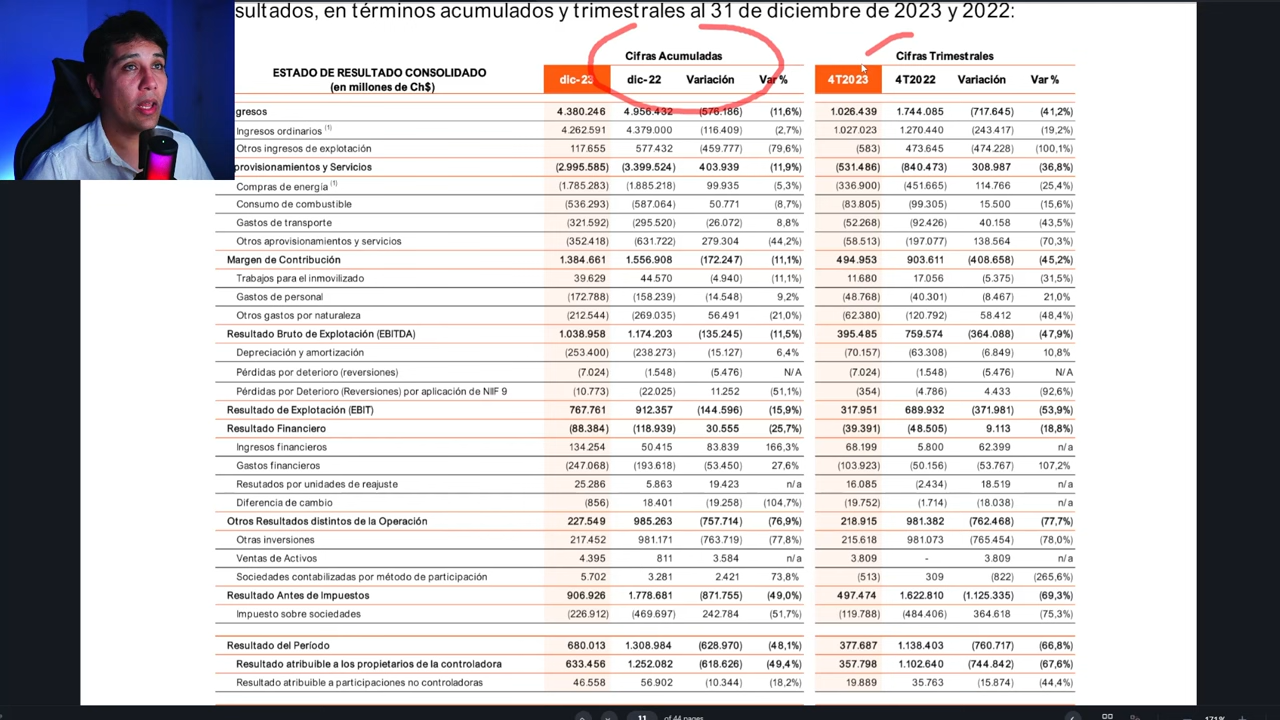 sultados, en términos acumulados y trimestrales al 31 de diciembre de 2023 y 2022:
Cifras Acumuladas Cifras Trimestrales
ESTADO DE RESULTADO CONSOLIDADO
(en millones de Ch$)
dic-23 dic-22 Variación Var % 4T2023 4T2022 Variación Var %
gresos 4.380.246 4.956.432 (576.186) (11,6%) 1.026.439 1.744.085 (717.645) (41,2%)
Ingresos ordinarios (1) 4.262.591 4.379.000 (116.409) (2,7%) 1.027.023 1.270.440 (243.417) (19,2%)
Otros ingresos de explotación 117.655 577.432 (459.777) (79,6%) (583) 473.645 (474.228) (100,1%)
provisionamientos y Servicios (2.995.585) (3.399.524) 403.939 (11,9%) (531.486) (840.473) 308.987 (36,8%)
Compras de energía (1) (1.785.283) (1.885.218) 99.935 (5,3%) (336.900) (451.665) 114.766 (25,4%)
Consumo de combustible (536.293) (587.064) 50.771 (8,7%) (83.805) (99.305) 15.500 (15,6%)
Gastos de transporte (321.592) (295.520) (26.072) 8,8% (52.268) (92.426) 40.158 (43,5%)
Otros aprovisionamientos y servicios (352.418) (631.722) 279.304 (44,2%) (58.513) (197.077) 138.564 (70,3%)
Margen de Contribución 1.384.661 1.556.908 (172.247) (11,1%) 494.953 903.611 (408.658) (45,2%)
Trabajos para el inmovilizado 39.629 44.570 (4.940) (11,1%) 11.680 17.056 (5.375) (31,5%)
Gastos de personal (172.788) (158.239) (14.548) 9,2% (48.768) (40.301) (8.467) 21,0%
Otros gastos por naturaleza (212.544) (269.035) 56.491 (21,0%) (62.380) (120.792) 58.412 (48,4%)
Resultado Bruto de Explotación (EBITDA) 1.038.958 1.174.203 (135.245) (11,5%) 395.485 759.574 (364.088) (47,9%)
Depreciación y amortización (253.400) (238.273) (15.127) 6,4% (70.157) (63.308) (6.849) 10,8%
Pérdidas por deterioro (reversiones) (7.024) (1.548) (5.476) N/A (7.024) (1.548) (5.476) N/A
Pérdidas por Deterioro (Reversiones) por aplicación de NIIF 9 (10.773) (22.025) 11.252 (51,1%) (354) (4.786) 4.433 (92,6%)
Resultado de Explotación (EBIT) 767.761 912.357 (144.596) (15,9%) 317.951 689.932 (371.981) (53,9%)
Resultado Financiero (88.384) (118.939) 30.555 (25,7%) (39.391) (48.505) 9.113 (18,8%)
Ingresos financieros 134.254 50.415 83.839 166,3% 68.199 5.800 62.399 n/a
Gastos financieros (247.068) (193.618) (53.450) 27,6% (103.923) (50.156) (53.767) 107,2%
Resutados por unidades de reajuste 25.286 5.863 19.423 n/a 16.085 (2.434) 18.519 n/a
Diferencia de cambio (856) 18.401 (19.258) (104,7%) (19.752) (1.714) (18.038) n/a
Otros Resultados distintos de la Operación 227.549 985.263 (757.714) (76,9%) 218.915 981.382 (762.468) (77,7%)
Otras inversiones 217.452 981.171 (763.719) (77,8%) 215.618 981.073 (765.454) (78,0%)
Ventas de Activos 4.395 811 3.584 n/a 3.809 - 3.809 n/a
Sociedades contabilizadas por método de participación 5.702 3.281 2.421 73,8% (513) 309 (822) (265,6%)
Resultado Antes de Impuestos 906.926 1.778.681 (871.755) (49,0%) 497.474 1.622.810 (1.125.335) (69,3%)
Impuesto sobre sociedades (226.912) (469.697) 242.784 (51,7%) (119.788) (484.406) 364.618 (75,3%)
Resultado del Período 680.013 1.308.984 (628.970) (48,1%) 377.687 1.138.403 (760.717) (66,8%)
Resultado atribuible a los propietarios de la controladora 633.456 1.252.082 (618.626) (49,4%) 357.798 1.102.640 (744.842) (67,6%)
Resultado atribuible a participaciones no controladoras 46.558 56.902 (10.344) (18,2%) 19.889 35.763 (15.874) (44,4%)
11 of 44 pages 171%